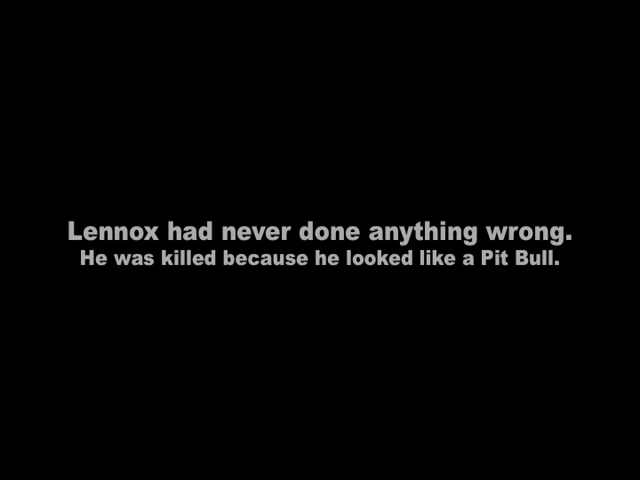 Lennox had never done anything wrong.
He was killed because he looked like a Pit Bull.